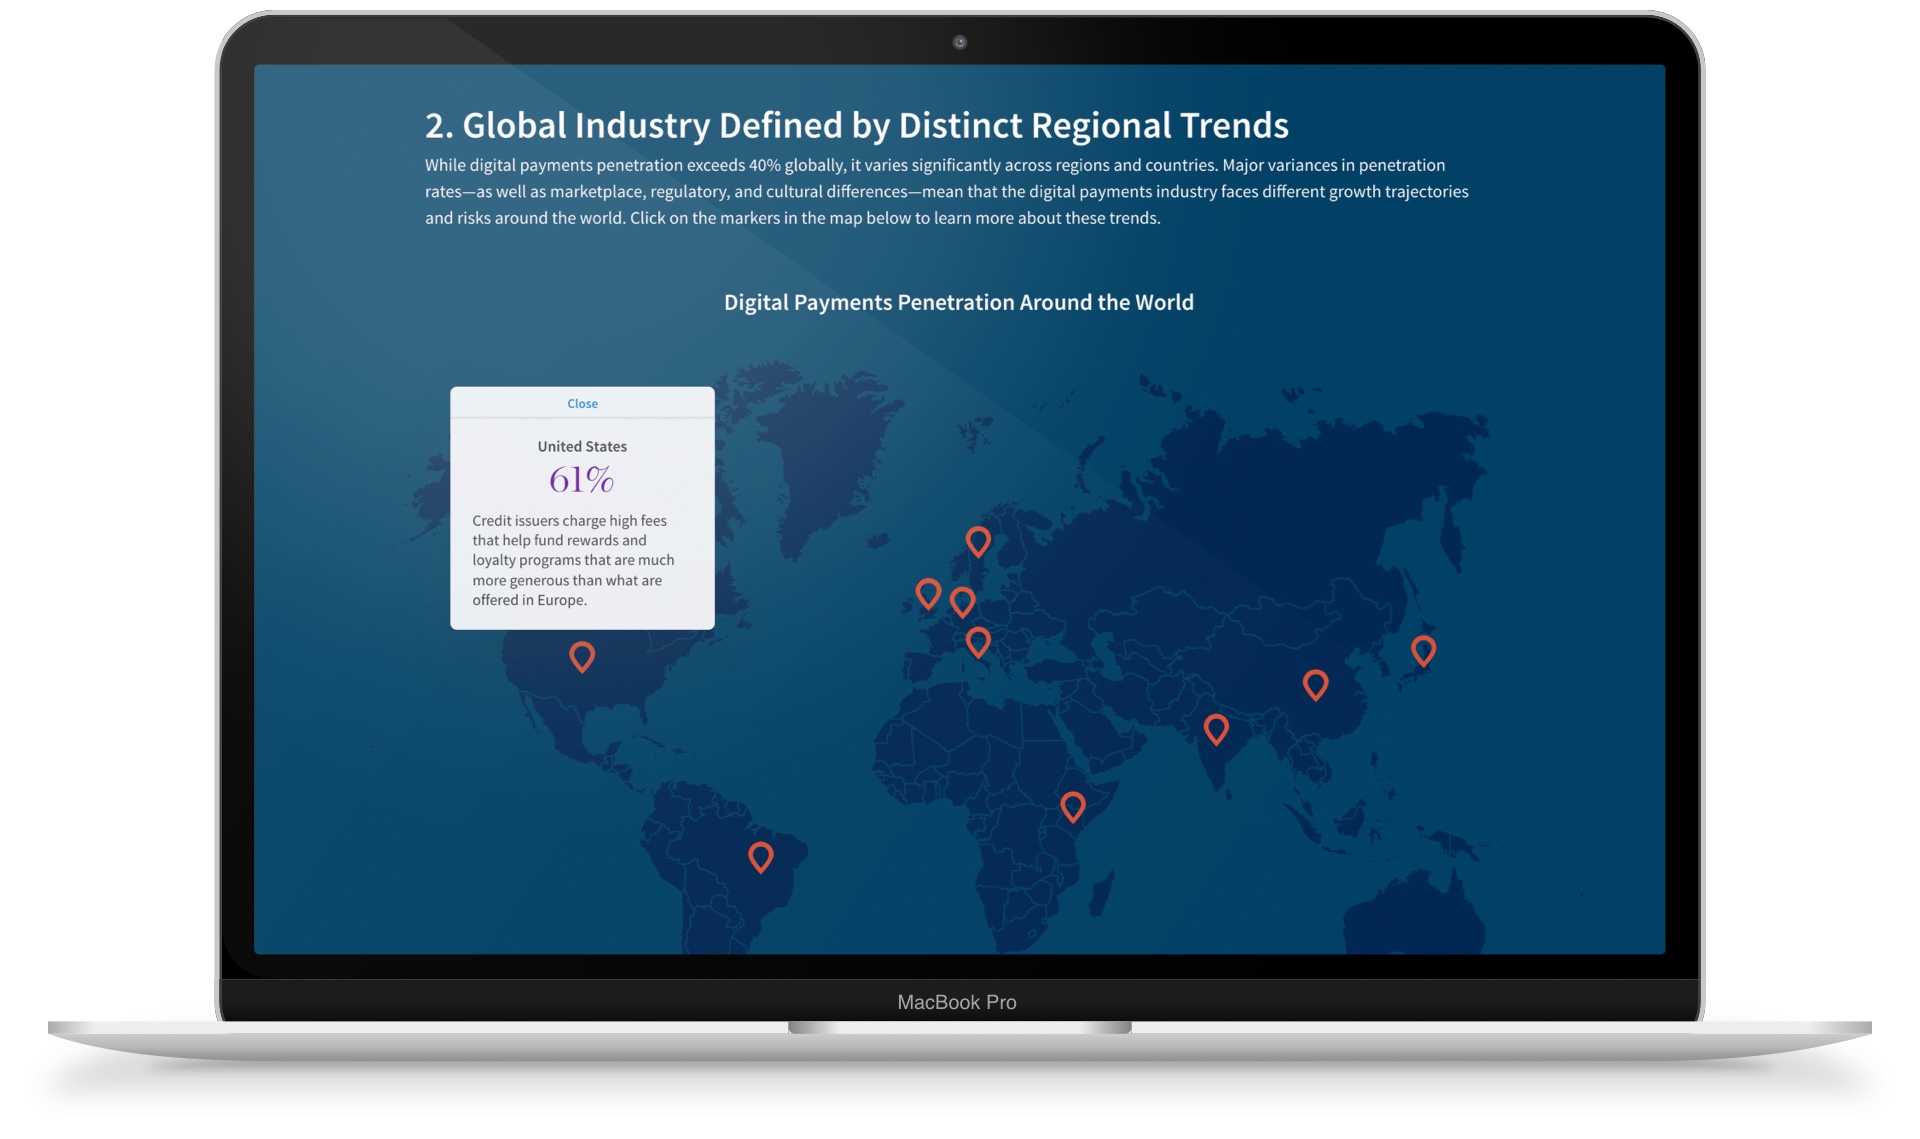 2. Global Industry Defined by Distinct Regional Trends
While digital payments penetration exceeds 40% globally, it varies significantly across regions and countries. Major variances in penetration
rates—as well as marketplace, regulatory, and cultural differences—mean that the digital payments industry faces different growth trajectories
and risks around the world. Click on the markers in the map below to learn more about these trends.
Digital Payments Penetration Around the World
Close
United States
61%
Credit issuers charge high fees
that help fund rewards and
loyalty programs that are much
more generous than what are
offered in Europe.
MacBook Pro